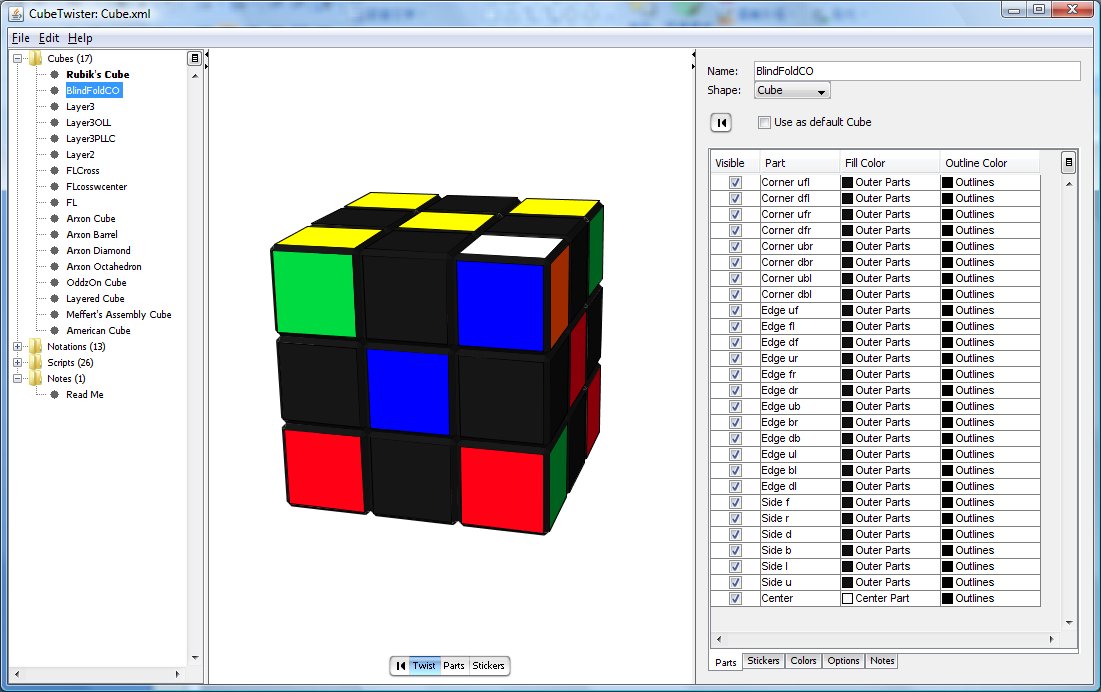 CubeTwister: Cube.xml
File Edit Help
Cubes (17)
Rubik's Cube
BlindFoldCO
Layer3
Layer3OLL
Layer3PLLC
Layer2
FLCross
FLcosswcenter
FL
Arxon Cube
Arxon Barrel
Arxon Diamond
Arxon Octahedron
OddzOn Cube
Layered Cube
Meffert's Assembly Cube
American Cube
Notations (13)
Scripts (26)
Notes (1)
Read Me
Twist Parts Stickers
Name: BlindFoldCO
Shape: Cube
Use as default Cube
Visible Part Fill Color Outline Color
Corner ufl Outer Parts Outlines
Corner dfl Outer Parts Outlines
Corner ufr Outer Parts Outlines
Corner dfr Outer Parts Outlines
Corner ubr Outer Parts Outlines
Corner dbr Outer Parts Outlines
Corner ubl Outer Parts Outlines
Corner dbl Outer Parts Outlines
Edge uf Outer Parts Outlines
Edge fl Outer Parts Outlines
Edge df Outer Parts Outlines
Edge ur Outer Parts Outlines
Edge fr Outer Parts Outlines
Edge dr Outer Parts Outlines
Edge ub Outer Parts Outlines
Edge br Outer Parts Outlines
Edge db Outer Parts Outlines
Edge ul Outer Parts Outlines
Edge bl Outer Parts Outlines
Edge dl Outer Parts Outlines
Side f Outer Parts Outlines
Side r Outer Parts Outlines
Side d Outer Parts Outlines
Side b Outer Parts Outlines
Side l Outer Parts Outlines
Side u Outer Parts Outlines
Center Center Part Outlines
Parts Stickers Colors Options Notes